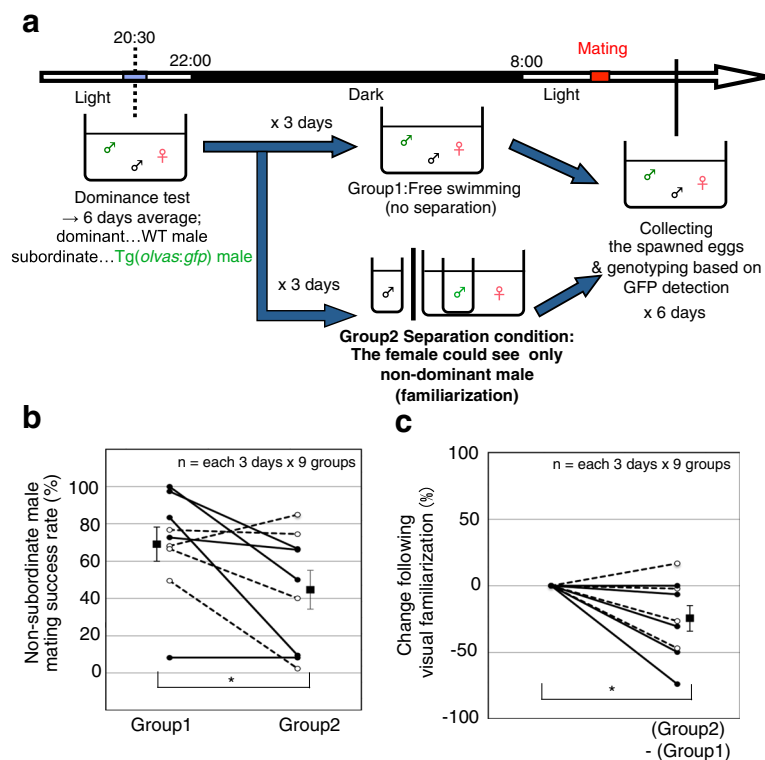 a
20:30
22:00
8:00
Mating
Light
Dark
Light
x 3 days
♂ ♂ ♀
♂ ♂ ♀
♂ ♂ ♀
Dominance test
→ 6 days average;
dominant…WT male
subordinate…Tg(olvas:gfp) male
Group1:Free swimming
(no separation)
Collecting
the spawned eggs
& genotyping based on
GFP detection
x 6 days
x 3 days
♂ ♂ ♀
Group2 Separation condition:
The female could see only
non-dominant male
(familiarization)
b
n = each 3 days x 9 groups
Non-subordinate male
mating success rate (%)
100
80
60
40
20
0
*
Group1
Group2
c
n = each 3 days x 9 groups
Change following
visual familiarization (%)
100
50
0
-50
-100
*
(Group2)
- (Group1)